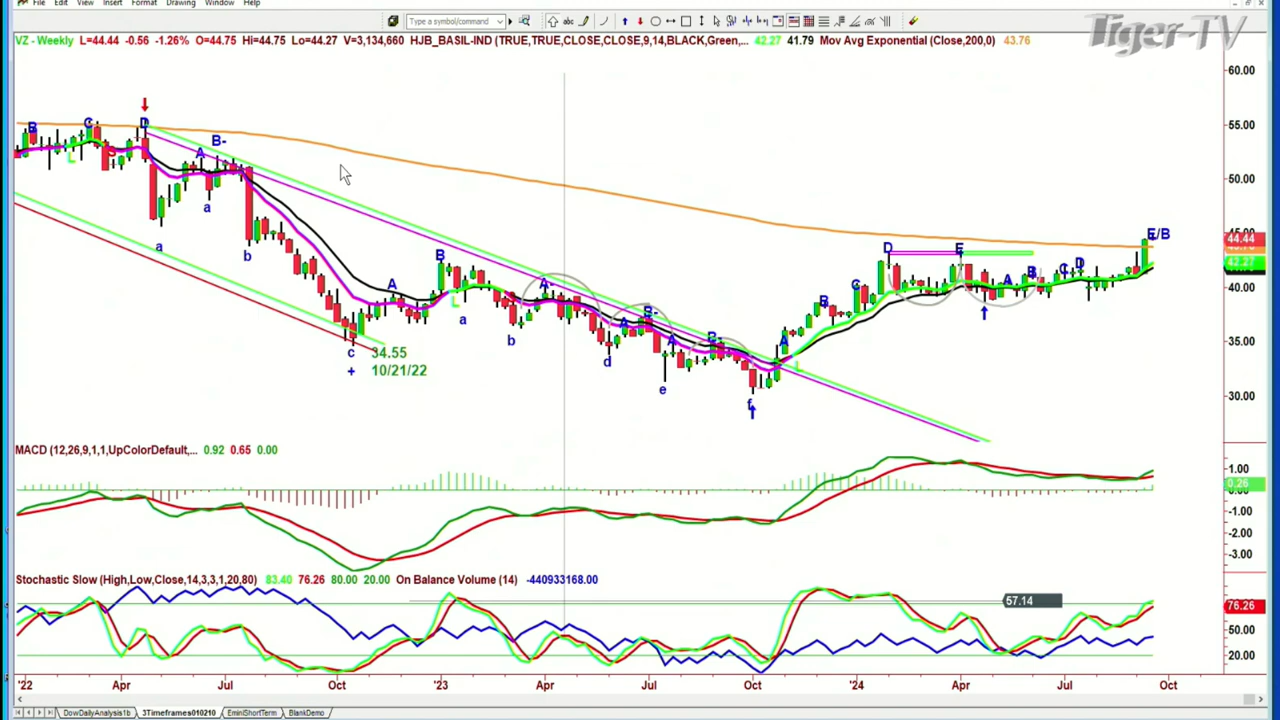 File Edit View Insert Format Drawing Window Help
Type a symbol/command
Tiger-TV
VZ - Weekly L=44.44 -0.56 -1.26% O=44.75 Hi=44.75 Lo=44.27 V=3,134,660 HJB_BASIL-IND (TRUE,TRUE,CLOSE,CLOSE,9,14,BLACK,Green,... 42.27 41.79 Mov Avg Exponential (Close,200,0) 43.76
60.00
55.00
50.00
45.00
44.44
42.27
40.00
35.00
30.00
B C D A B-
L S
a a b
A B A- B- B-
L S A A
a b d e f
c 34.55
+ 10/21/22
A L B C D E A B C D E/B
MACD (12,26,9,1,1,UpColorDefault,... 0.92 0.65 0.00
1.00
0.26
0.00
-1.00
-2.00
-3.00
Stochastic Slow (High,Low,Close,14,3,3,1,20,80) 83.40 76.26 80.00 20.00 On Balance Volume (14) -440933168.00
57.14
76.26
50.00
20.00
'22 Apr Jul Oct '23 Apr Jul Oct '24 Apr Jul Oct
DowDailyAnalysis1b 3Timeframes010210 EminiShortTerm BlankDemo